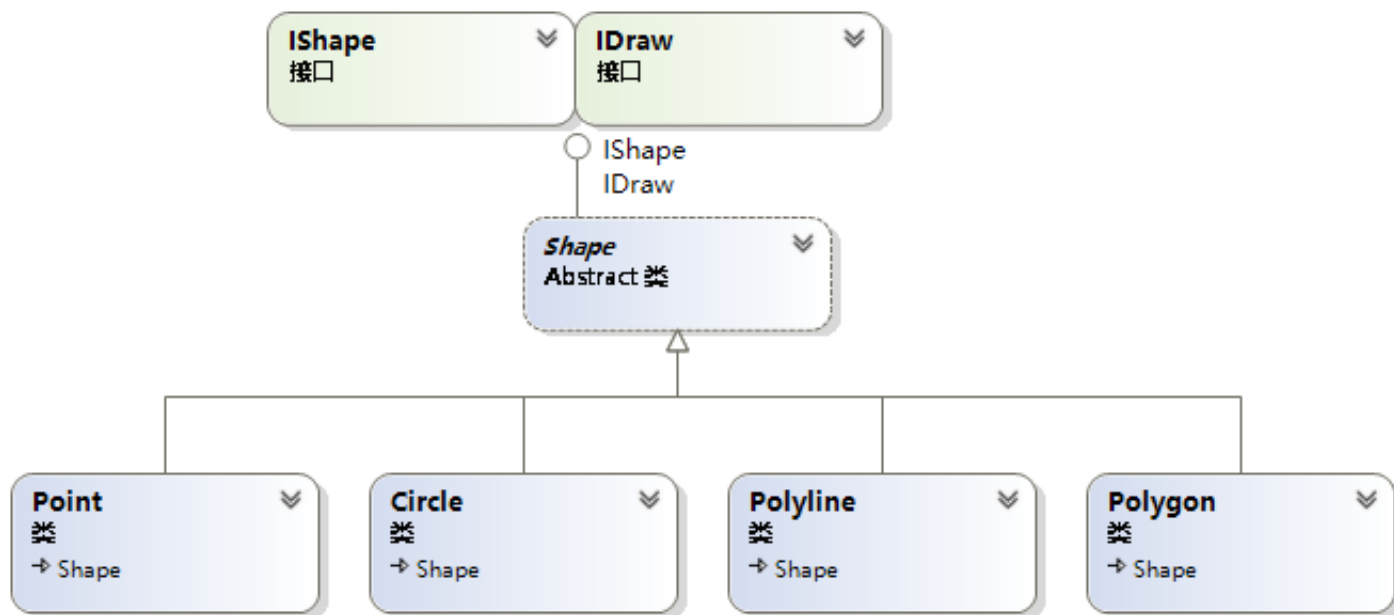 IShape
接口
IDraw
接口
IShape
IDraw
Shape
Abstract 类
Point
类
Shape
Circle
类
Shape
Polyline
类
Shape
Polygon
类
Shape